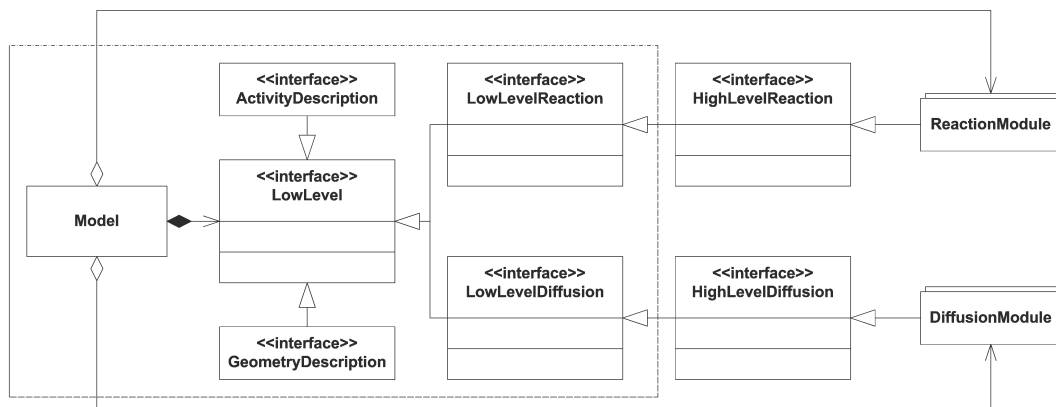 <<interface>>
ActivityDescription
<<interface>>
LowLevelReaction
<<interface>>
HighLevelReaction
ReactionModule
<<interface>>
LowLevel
Model
<<interface>>
LowLevelDiffusion
<<interface>>
HighLevelDiffusion
DiffusionModule
<<interface>>
GeometryDescription